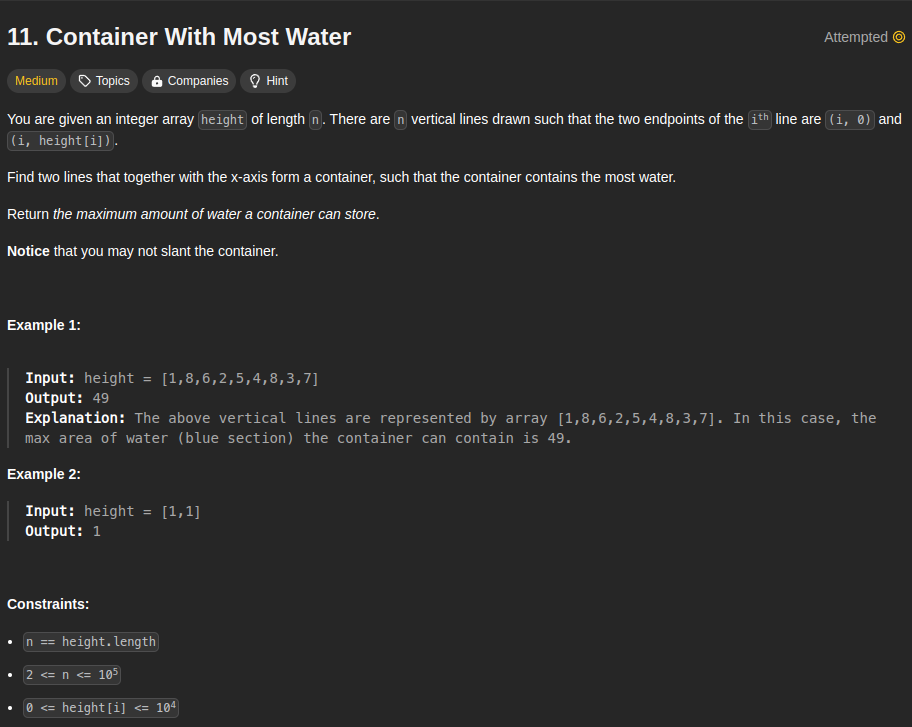 11. Container With Most Water
Attempted
Medium Topics Companies Hint
You are given an integer array height of length n. There are n vertical lines drawn such that the two endpoints of the iᵗʰ line are (i, 0) and
(i, height[i]).
Find two lines that together with the x-axis form a container, such that the container contains the most water.
Return the maximum amount of water a container can store.
Notice that you may not slant the container.
Example 1:
Input: height = [1,8,6,2,5,4,8,3,7]
Output: 49
Explanation: The above vertical lines are represented by array [1,8,6,2,5,4,8,3,7]. In this case, the
max area of water (blue section) the container can contain is 49.
Example 2:
Input: height = [1,1]
Output: 1
Constraints:
• n == height.length
• 2 <= n <= 10⁵
• 0 <= height[i] <= 10⁴